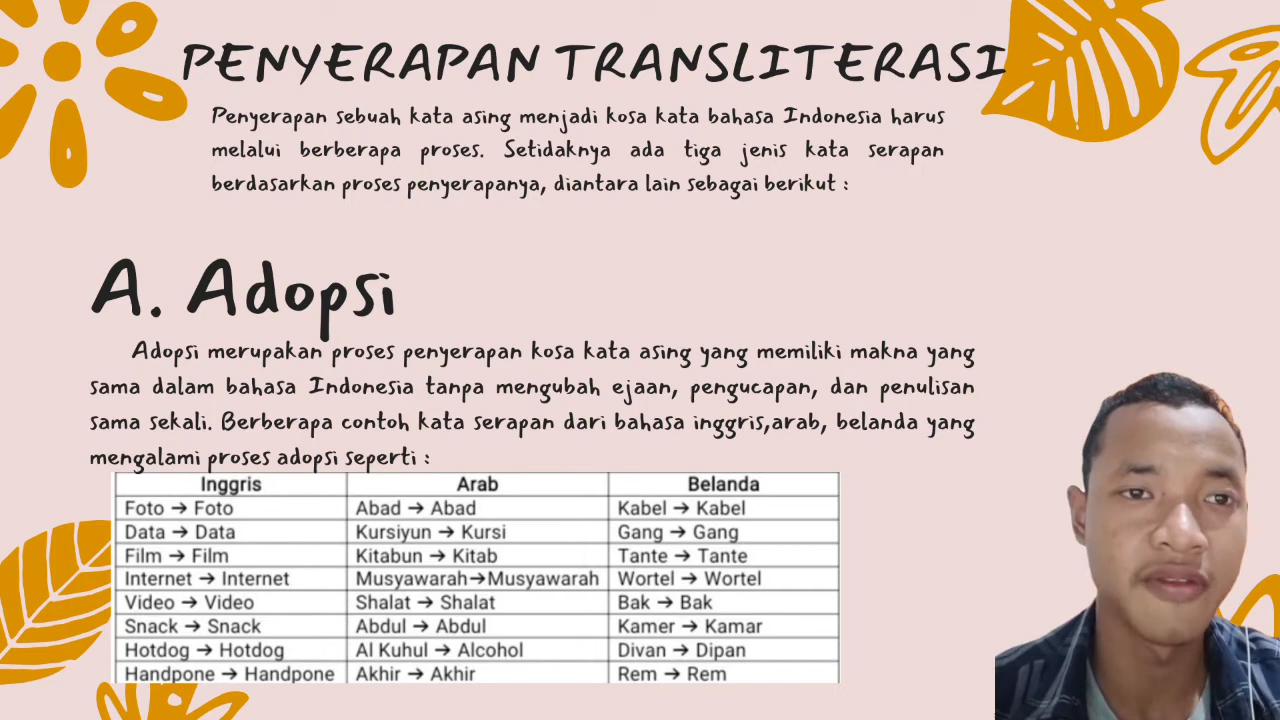 PENYERAPAN TRANSLITERASI
Penyerapan sebuah kata asing menjadi kosa kata bahasa Indonesia harus
melalui berberapa proses. Setidaknya ada tiga jenis kata serapan
berdasarkan proses penyerapanya, diantara lain sebagai berikut :
A. Adopsi
Adopsi merupakan proses penyerapan kosa kata asing yang memiliki makna yang
sama dalam bahasa Indonesia tanpa mengubah ejaan, pengucapan, dan penulisan
sama sekali. Berberapa contoh kata serapan dari bahasa inggris,arab, belanda yang
mengalami proses adopsi seperti :
Inggris Arab Belanda
Foto → Foto Abad → Abad Kabel → Kabel
Data → Data Kursiyun → Kursi Gang → Gang
Film → Film Kitabun → Kitab Tante → Tante
Internet → Internet Musyawarah→Musyawarah Wortel → Wortel
Video → Video Shalat → Shalat Bak → Bak
Snack → Snack Abdul → Abdul Kamer → Kamar
Hotdog → Hotdog Al Kuhul → Alcohol Divan → Dipan
Handpone → Handpone Akhir → Akhir Rem → Rem